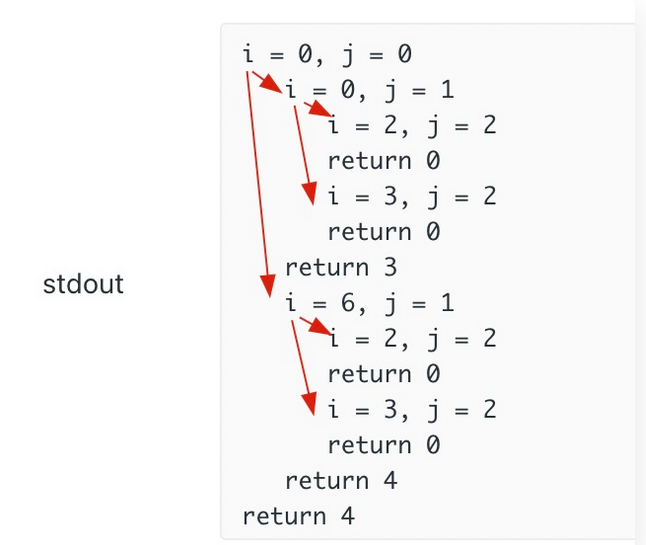 stdout
i = 0, j = 0
i = 0, j = 1
i = 2, j = 2
return 0
i = 3, j = 2
return 0
return 3
i = 6, j = 1
i = 2, j = 2
return 0
i = 3, j = 2
return 0
return 4
return 4